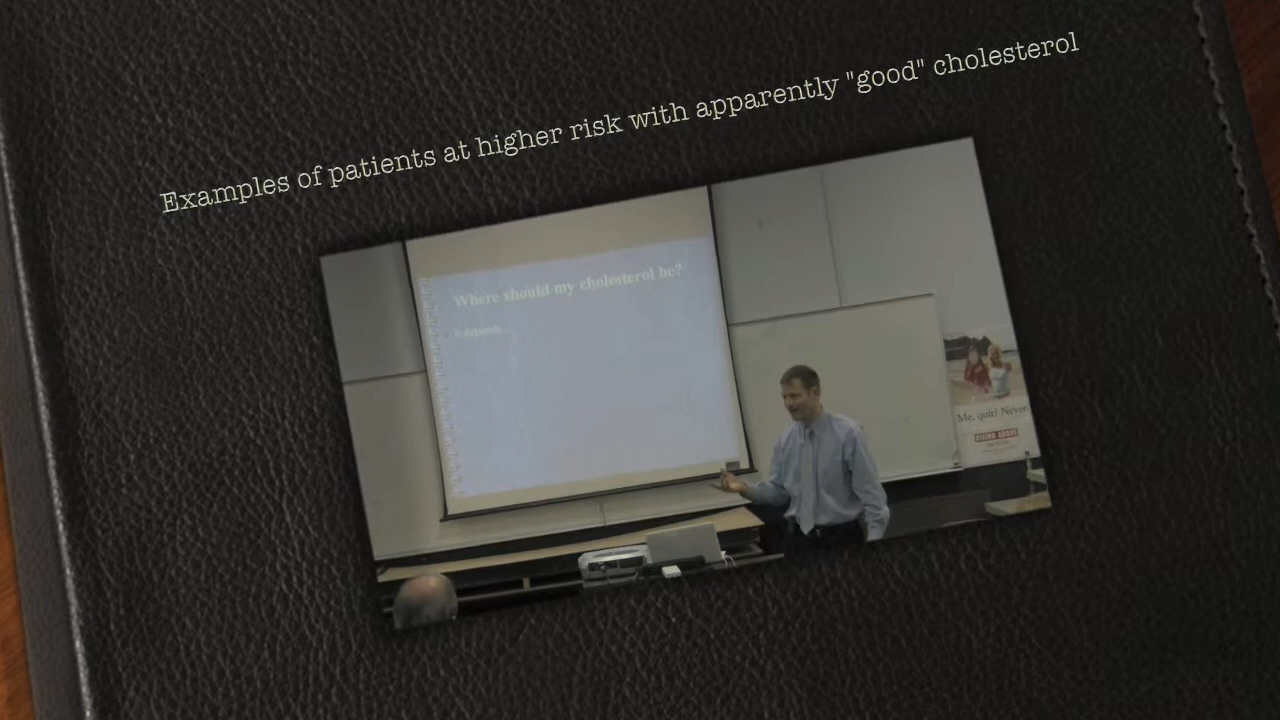 Examples of patients at higher risk with apparently "good" cholesterol
Where should my cholesterol be?
It depends...
Me, quit? Never